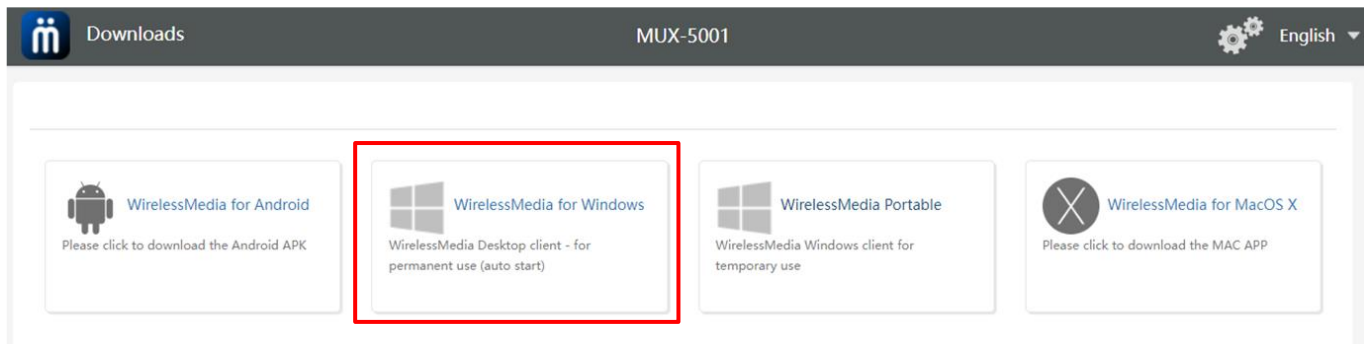 Downloads
MUX-5001
English
WirelessMedia for Android
Please click to download the Android APK
WirelessMedia for Windows
WirelessMedia Desktop client - for
permanent use (auto start)
WirelessMedia Portable
WirelessMedia Windows client for
temporary use
WirelessMedia for MacOS X
Please click to download the MAC APP